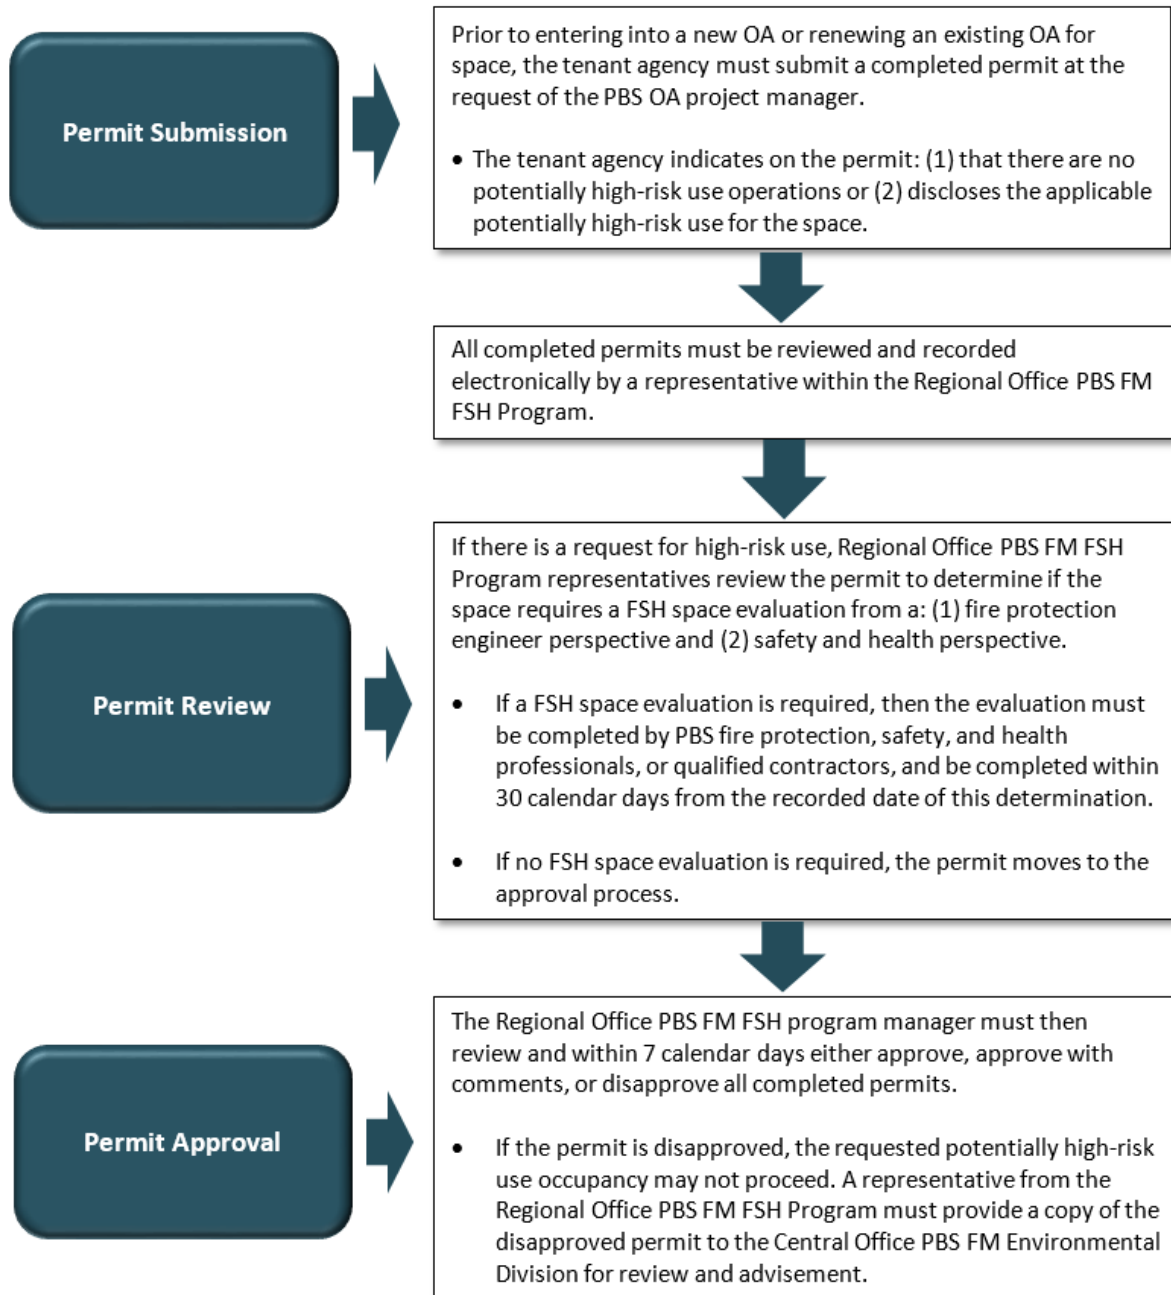 Permit Submission
Prior to entering into a new OA or renewing an existing OA for
space, the tenant agency must submit a completed permit at the
request of the PBS OA project manager.
• The tenant agency indicates on the permit: (1) that there are no
potentially high-risk use operations or (2) discloses the applicable
potentially high-risk use for the space.
All completed permits must be reviewed and recorded
electronically by a representative within the Regional Office PBS FM
FSH Program.
Permit Review
If there is a request for high-risk use, Regional Office PBS FM FSH
Program representatives review the permit to determine if the
space requires a FSH space evaluation from a: (1) fire protection
engineer perspective and (2) safety and health perspective.
• If a FSH space evaluation is required, then the evaluation must
be completed by PBS fire protection, safety, and health
professionals, or qualified contractors, and be completed within
30 calendar days from the recorded date of this determination.
• If no FSH space evaluation is required, the permit moves to the
approval process.
Permit Approval
The Regional Office PBS FM FSH program manager must then
review and within 7 calendar days either approve, approve with
comments, or disapprove all completed permits.
• If the permit is disapproved, the requested potentially high-risk
use occupancy may not proceed. A representative from the
Regional Office PBS FM FSH Program must provide a copy of the
disapproved permit to the Central Office PBS FM Environmental
Division for review and advisement.